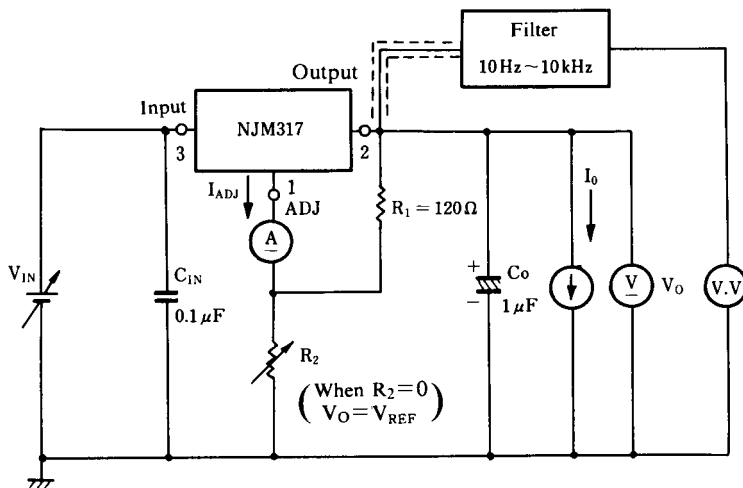 Filter
10Hz~10kHz
Output
Input
NJM317
3
2
I_ADJ
1
ADJ
A
R₁=120Ω
I₀
V_IN
C_IN
0.1μF
+
Co
−
1μF
V
V_O
V.V
R₂
(When R₂=0
V_O=V_REF)